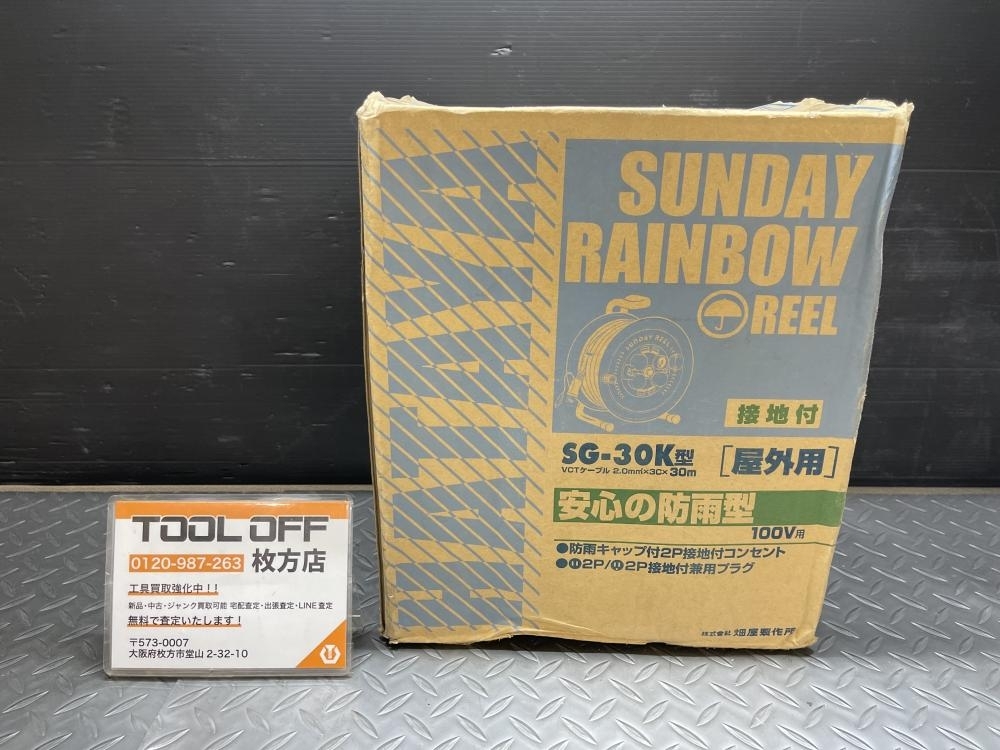 HATAYA
SUNDAY
RAINBOW
REEL
SUNDAY REEL
接地付
SG-30K型
[屋外用]
VCTケーブル 2.0mm²×3C×30m
安心の防雨型
100V用
●防雨キャップ付2P接地付コンセント
●2P/2P接地付兼用プラグ
株式会社 畑屋製作所
TOOL OFF
0120-987-263 枚方店
工具買取強化中!!
新品・中古・ジャンク買取可能 宅配査定・出張査定・LINE査定
無料で査定いたします!
〒573-0007
大阪府枚方市堂山 2-32-10